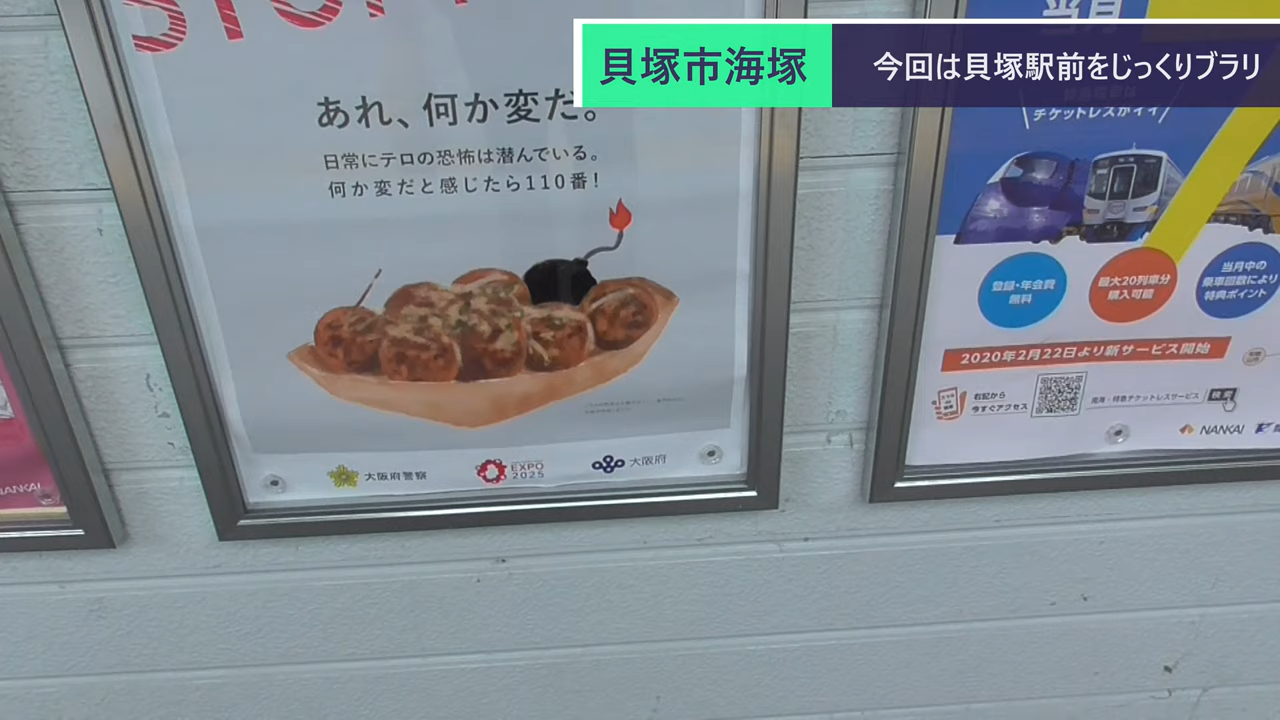 貝塚市海塚
今回は貝塚駅前をじっくりブラリ
STOP
あれ、何か変だ。
日常にテロの恐怖は潜んでいる。
何か変だと感じたら110番!
大阪府警察
EXPO
2025
大阪府
当月
チケットレスがイイ
登録・年会費
無料
最大20列車分
購入可能
当月中の
乗車回数により
特典ポイント
2020年2月22日より新サービス開始
右記から
今すぐアクセス
南海・特急チケットレスサービス
検索
NANKAI
NANKAI